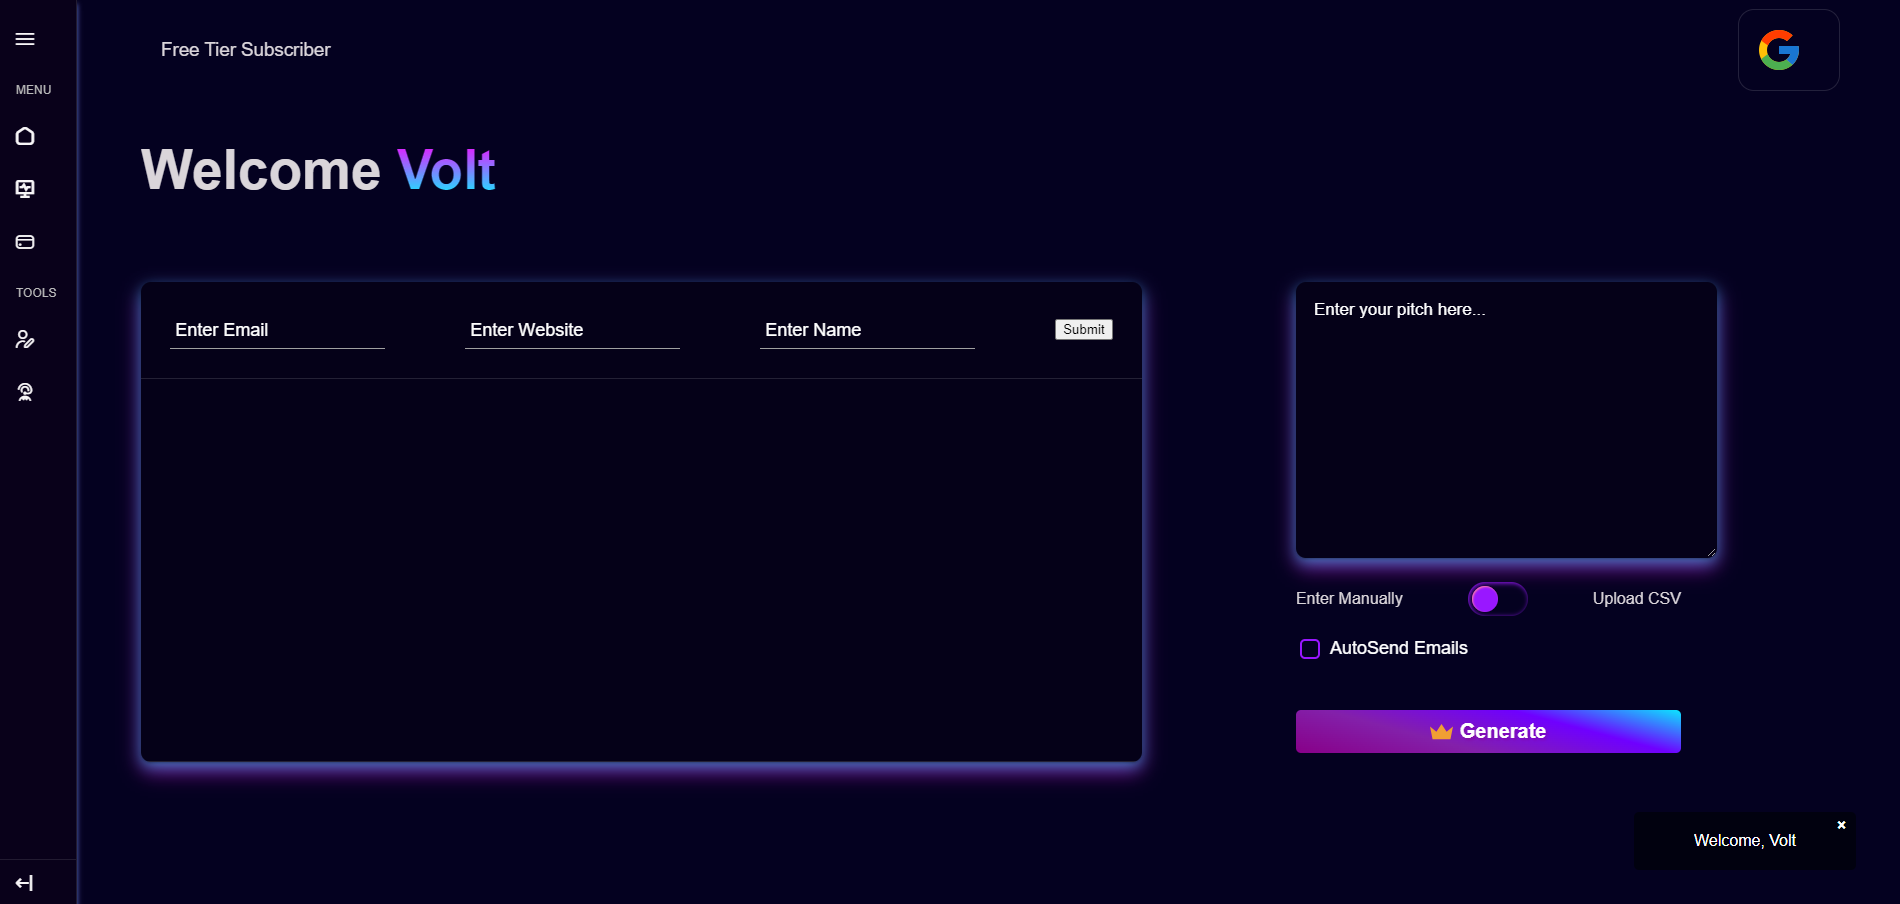 Free Tier Subscriber
MENU
Welcome Volt
TOOLS
Enter Email
Enter Website
Enter Name
Submit
Enter your pitch here...
Enter Manually
Upload CSV
AutoSend Emails
Generate
Welcome, Volt